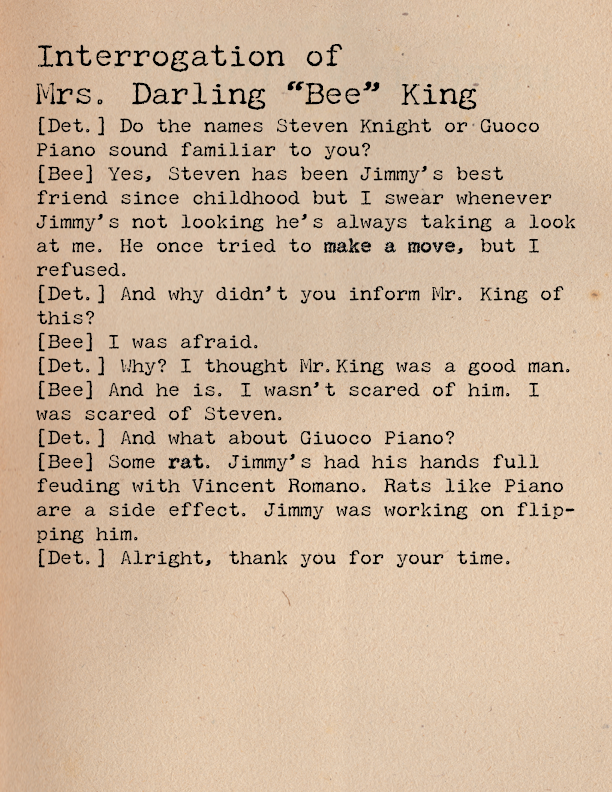 Interrogation of
Mrs. Darling “Bee” King
[Det.] Do the names Steven Knight or Guoco
Piano sound familiar to you?
[Bee] Yes, Steven has been Jimmy’s best
friend since childhood but I swear whenever
Jimmy’s not looking he’s always taking a look
at me. He once tried to make a move, but I
refused.
[Det.] And why didn’t you inform Mr. King of
this?
[Bee] I was afraid.
[Det.] Why? I thought Mr.King was a good man.
[Bee] And he is. I wasn’t scared of him. I
was scared of Steven.
[Det.] And what about Giuoco Piano?
[Bee] Some rat. Jimmy’s had his hands full
feuding with Vincent Romano. Rats like Piano
are a side effect. Jimmy was working on flip-
ping him.
[Det.] Alright, thank you for your time.